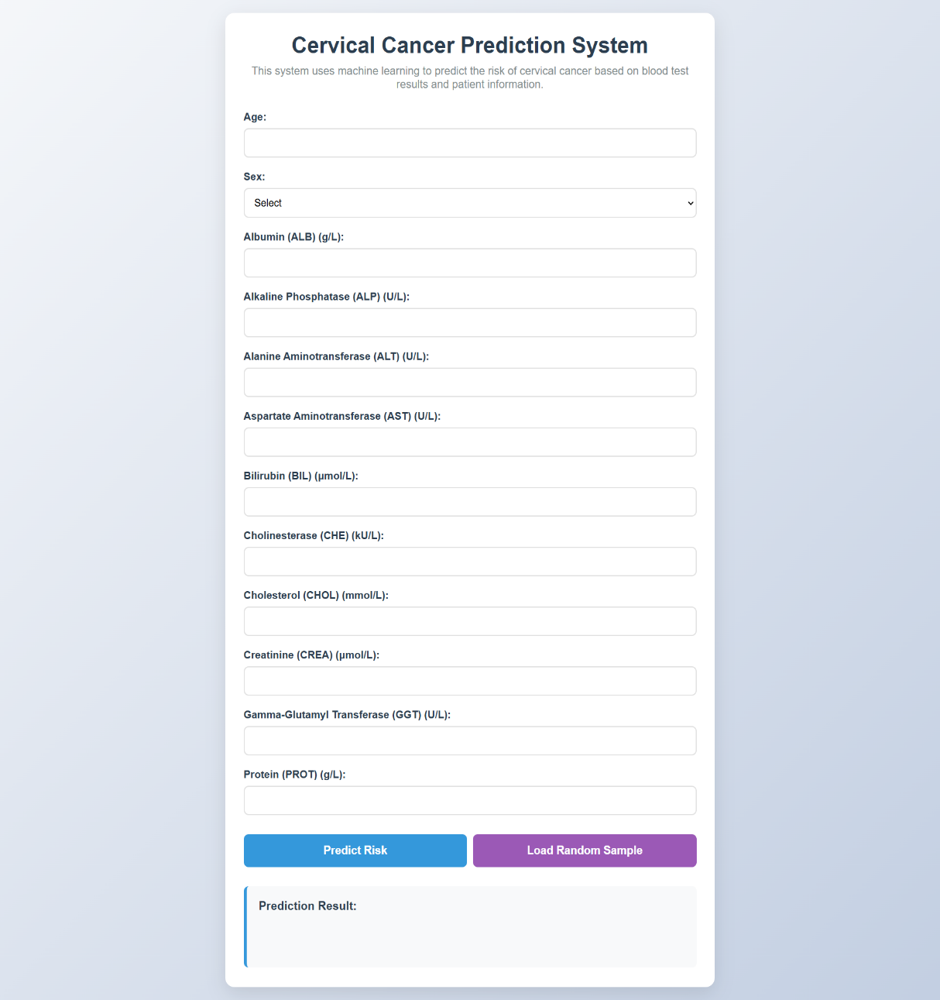 Cervical Cancer Prediction System
This system uses machine learning to predict the risk of cervical cancer based on blood test
results and patient information.
Age:
Sex:
Select
Albumin (ALB) (g/L):
Alkaline Phosphatase (ALP) (U/L):
Alanine Aminotransferase (ALT) (U/L):
Aspartate Aminotransferase (AST) (U/L):
Bilirubin (BIL) (µmol/L):
Cholinesterase (CHE) (kU/L):
Cholesterol (CHOL) (mmol/L):
Creatinine (CREA) (µmol/L):
Gamma-Glutamyl Transferase (GGT) (U/L):
Protein (PROT) (g/L):
Predict Risk
Load Random Sample
Prediction Result: